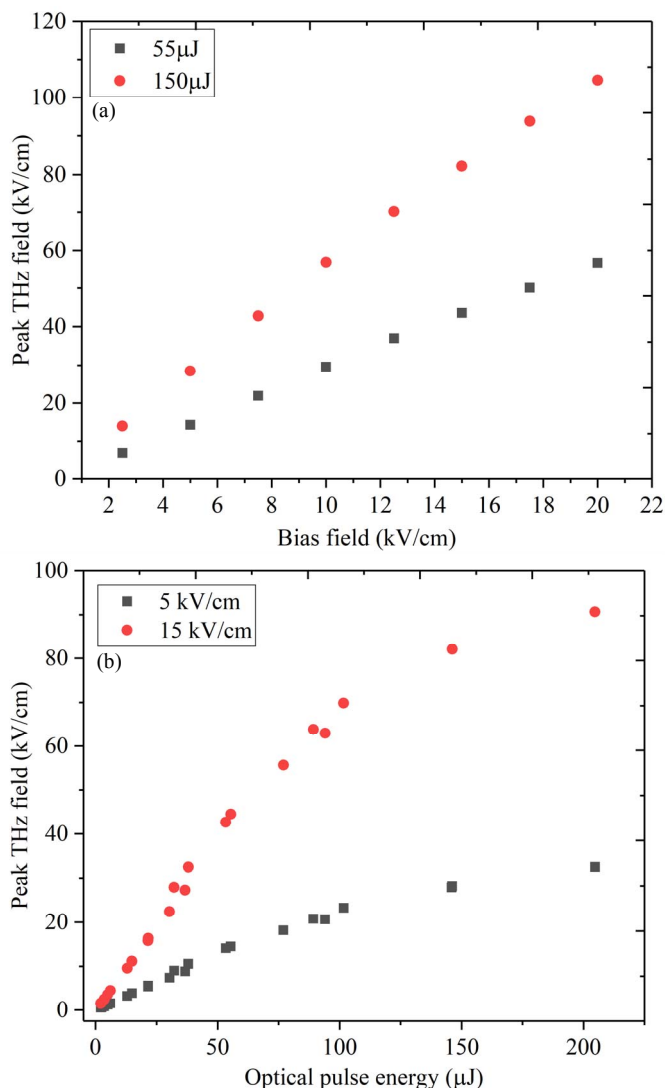 120
100
80
60
40
20
0
Peak THz field (kV/cm)
55μJ
150μJ
(a)
2 4 6 8 10 12 14 16 18 20 22
Bias field (kV/cm)
100
80
60
40
20
0
Peak THz field (kV/cm)
5 kV/cm
15 kV/cm
(b)
0 50 100 150 200
Optical pulse energy (μJ)